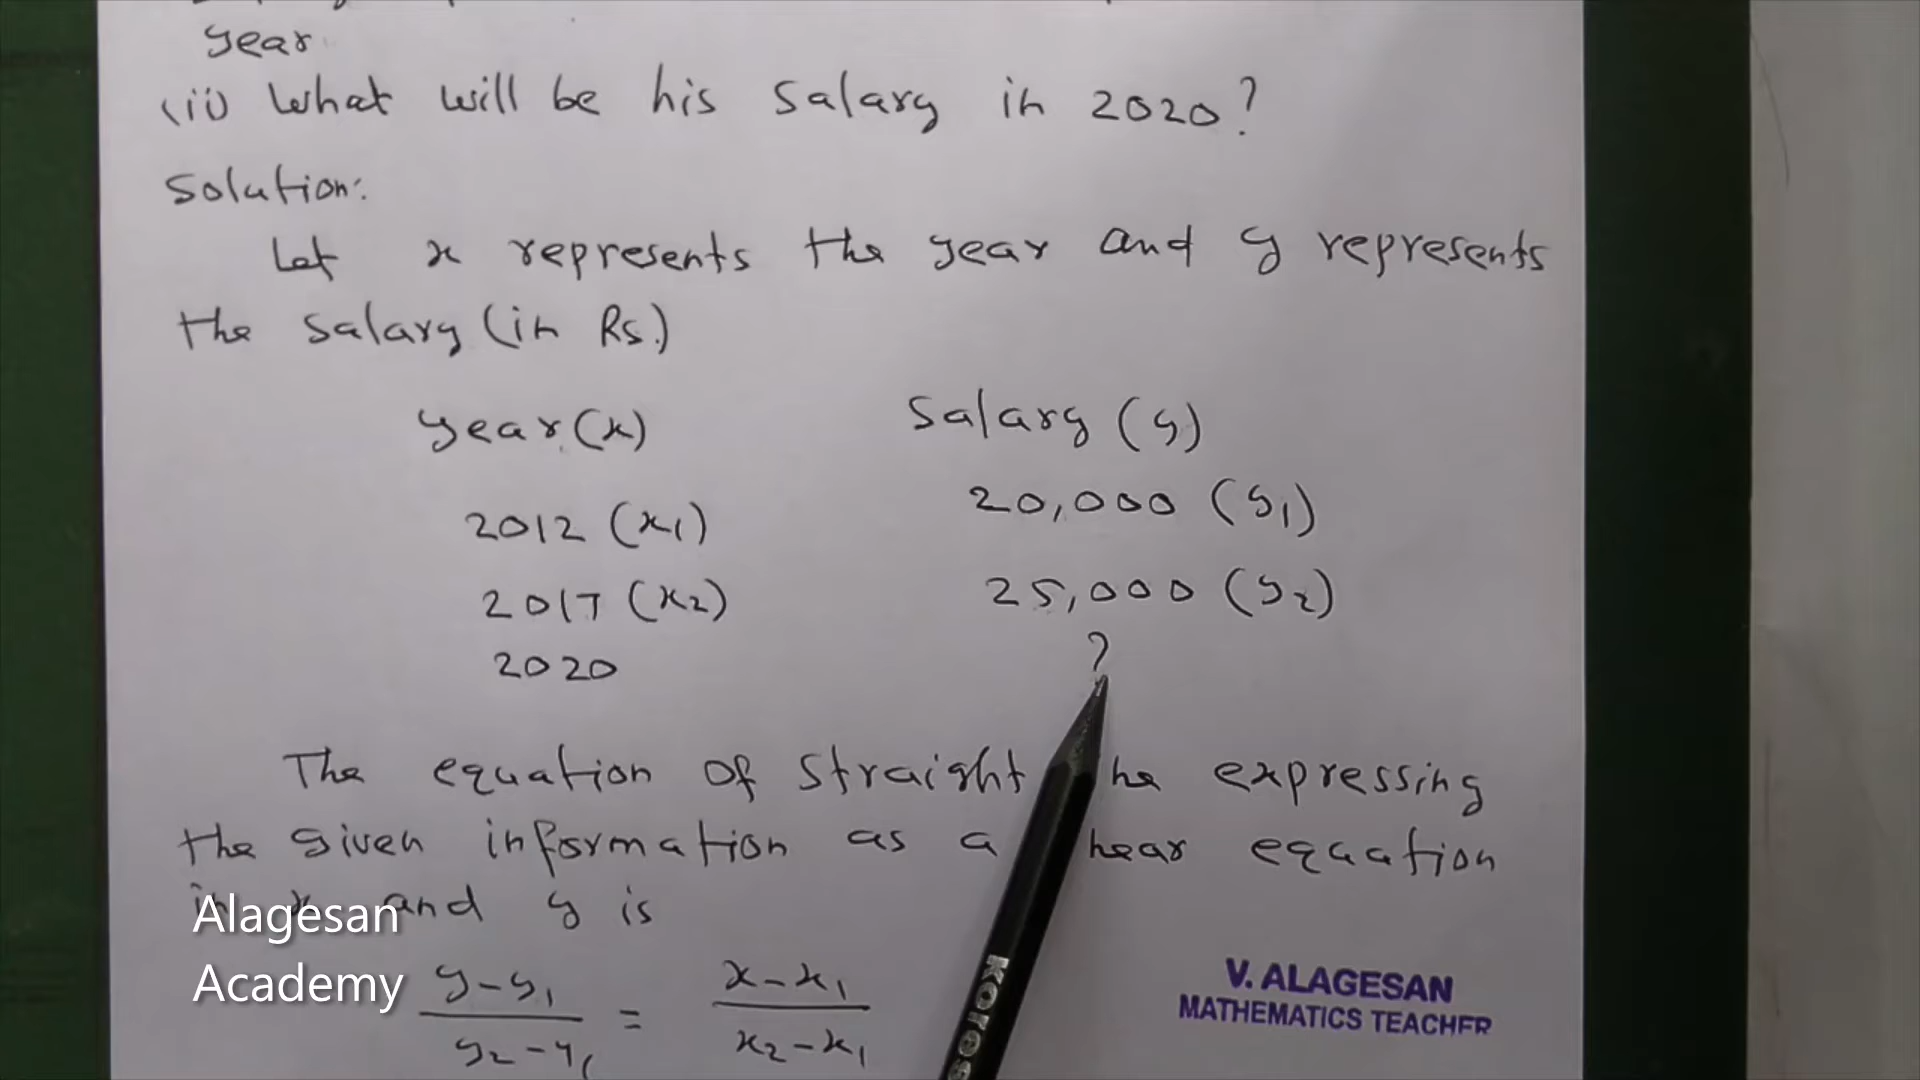 year
(ii) What will be his salary in 2020?
Solution:
Let x represents the year and y represents
the salary (in Rs.)
year (x) Salary (y)
2012 (x1) 20,000 (y1)
2017 (x2) 25,000 (y2)
2020 ?
The equation of straight expressing
the given information as a equation
in x and y is
y-y1 / y2-y1 = x-x1 / x2-x1
Alagesan
Academy
kores
V. ALAGESAN
MATHEMATICS TEACHER